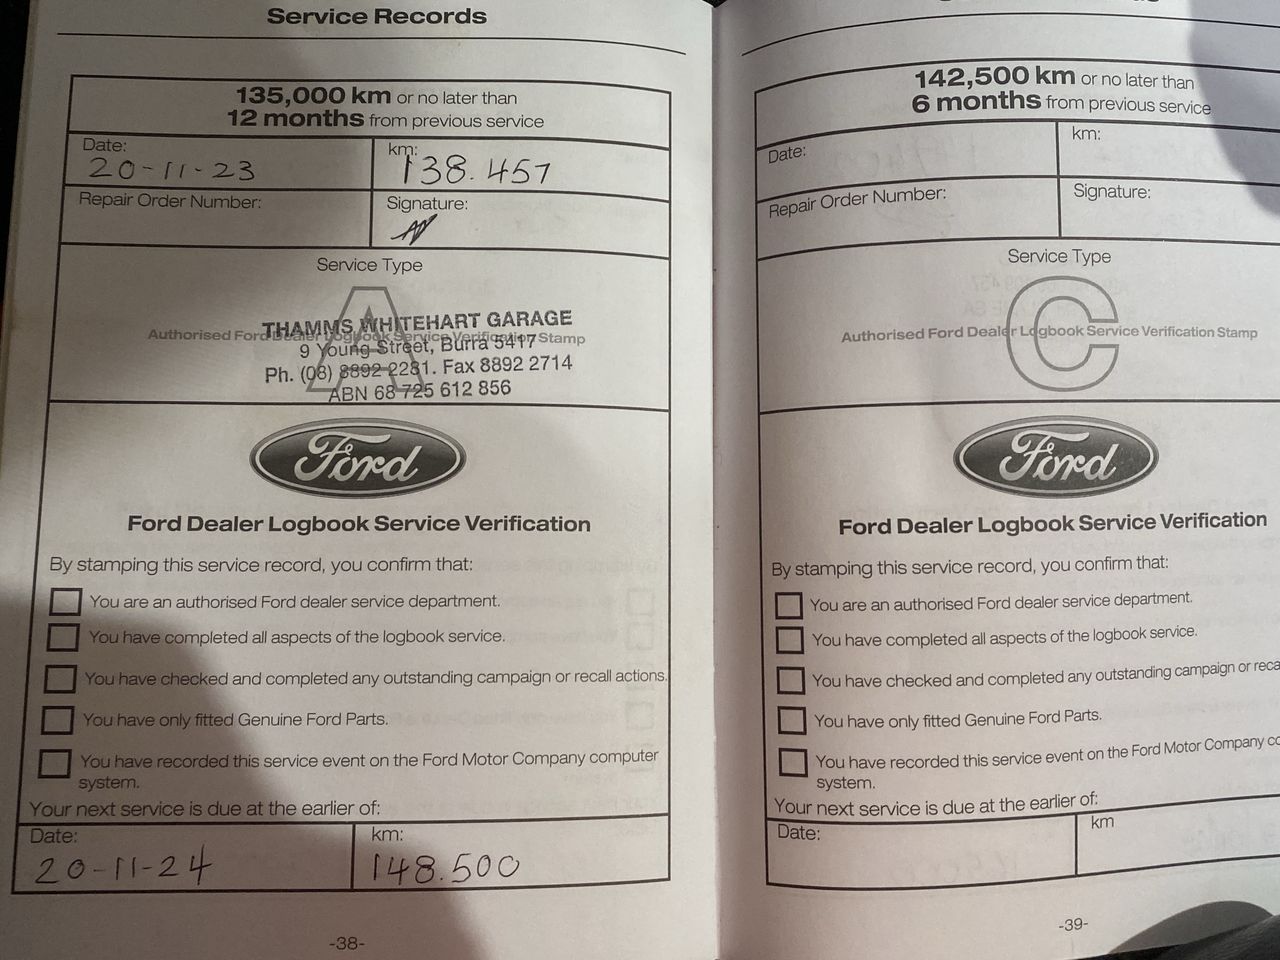 Service Records
135,000 km or no later than
12 months from previous service
Date:
20-11-23
km:
138.457
Repair Order Number:
Signature:
Service Type
A
Authorised Ford Dealer Logbook Service Verification Stamp
THAMMS WHITEHART GARAGE
9 Young Street, Burra 5417
Ph. (08) 8892 2281. Fax 8892 2714
ABN 68 725 612 856
Ford
Ford Dealer Logbook Service Verification
By stamping this service record, you confirm that:
You are an authorised Ford dealer service department.
You have completed all aspects of the logbook service.
You have checked and completed any outstanding campaign or recall actions.
You have only fitted Genuine Ford Parts.
You have recorded this service event on the Ford Motor Company computer
system.
Your next service is due at the earlier of:
Date:
20-11-24
km:
148.500
-38-
142,500 km or no later than
6 months from previous service
Date:
km:
Repair Order Number:
Signature:
Service Type
C
Authorised Ford Dealer Logbook Service Verification Stamp
Ford
Ford Dealer Logbook Service Verification
By stamping this service record, you confirm that:
You are an authorised Ford dealer service department.
You have completed all aspects of the logbook service.
You have checked and completed any outstanding campaign or reca
You have only fitted Genuine Ford Parts.
You have recorded this service event on the Ford Motor Company co
system.
Your next service is due at the earlier of:
Date:
km
-39-